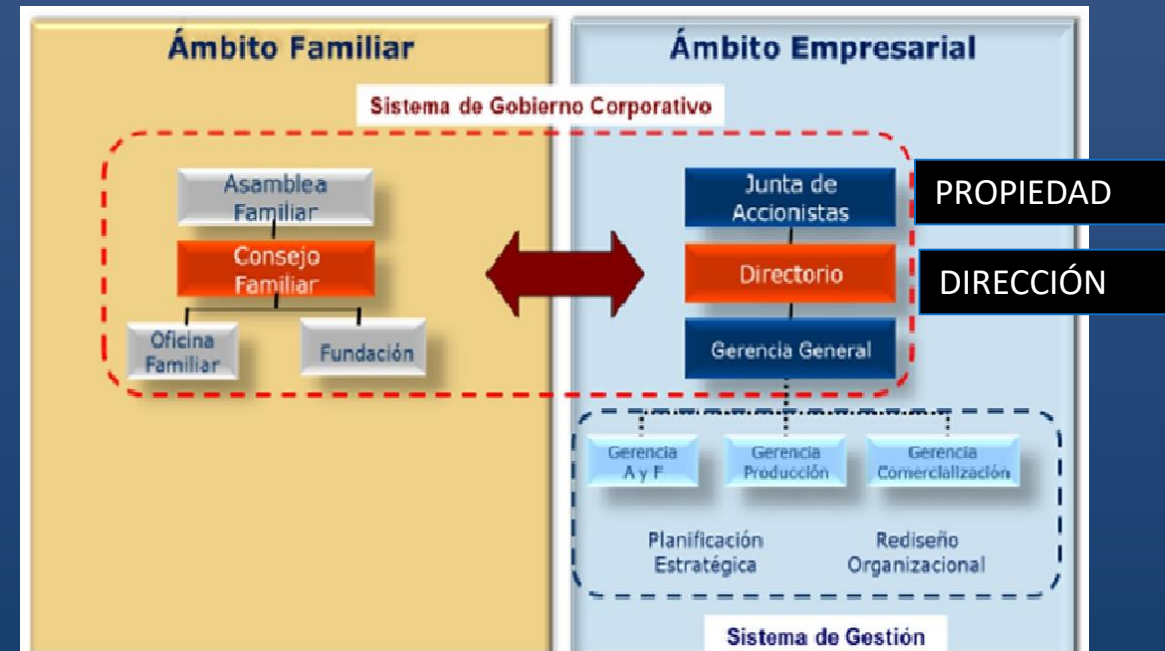 Ámbito Familiar
Ámbito Empresarial
Sistema de Gobierno Corporativo
Asamblea
Familiar
Consejo
Familiar
Oficina
Familiar
Fundación
Junta de
Accionistas
PROPIEDAD
Directorio
DIRECCIÓN
Gerencia General
Gerencia
A y F
Gerencia
Producción
Gerencia
Comercialización
Planificación
Estratégica
Rediseño
Organizacional
Sistema de Gestión